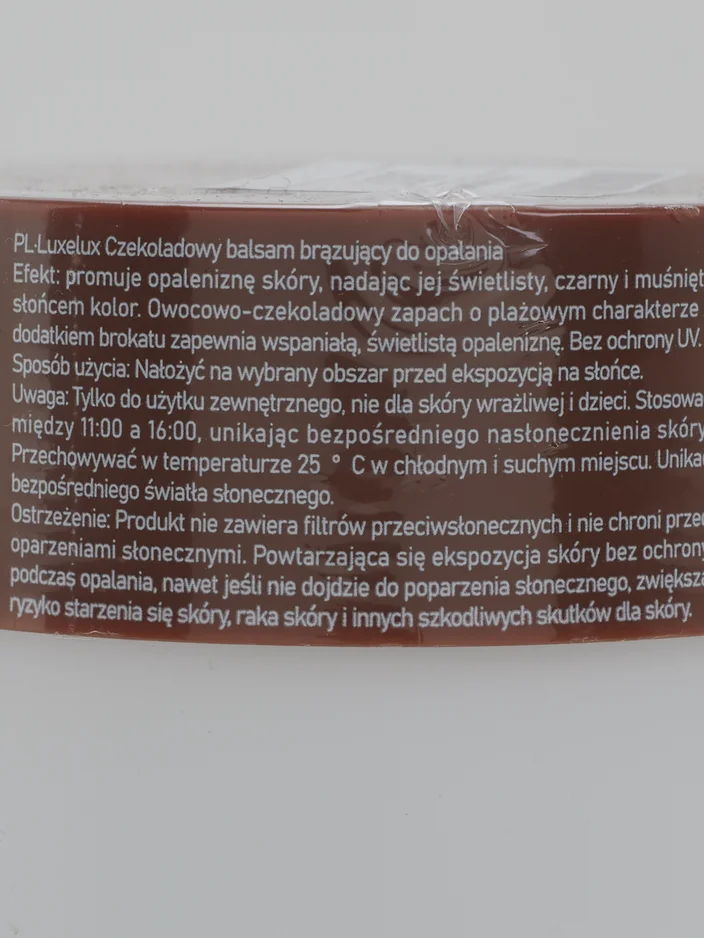 PL-Luxelux Czekoladowy balsam brązujący do opalania
Efekt: promuje opaleniznę skóry, nadając jej świetlisty, czarny i muśnięt
słońcem kolor. Owocowo-czekoladowy zapach o plażowym charakterze
dodatkiem brokatu zapewnia wspaniałą, świetlistą opaleniznę. Bez ochrony UV.
Sposób użycia: Nałożyć na wybrany obszar przed ekspozycją na słońce.
Uwaga: Tylko do użytku zewnętrznego, nie dla skóry wrażliwej i dzieci. Stosowa
między 11:00 a 16:00, unikając bezpośredniego nasłonecznienia skóry
Przechowywać w temperaturze 25 ° C w chłodnym i suchym miejscu. Unika
bezpośredniego światła słonecznego.
Ostrzeżenie: Produkt nie zawiera filtrów przeciwsłonecznych i nie chroni prze
oparzeniami słonecznymi. Powtarzająca się ekspozycja skóry bez ochrony
podczas opalania, nawet jeśli nie dojdzie do poparzenia słonecznego, zwiększa
ryzyko starzenia się skóry, raka skóry i innych szkodliwych skutków dla skóry.